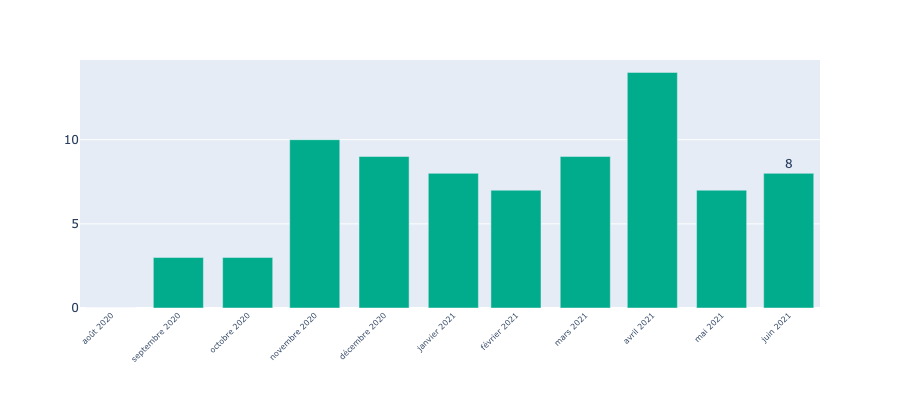 10
8
5
0
août 2020
septembre 2020
octobre 2020
novembre 2020
décembre 2020
janvier 2021
février 2021
mars 2021
avril 2021
mai 2021
juin 2021